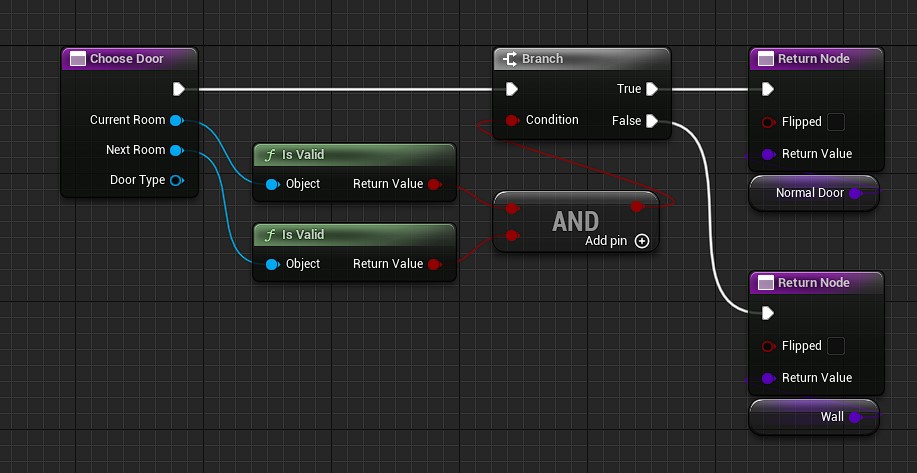 Choose Door
Current Room
Next Room
Door Type
Is Valid
Object Return Value
Is Valid
Object Return Value
Branch
True
Condition False
AND
Add pin
Return Node
Flipped
Return Value
Normal Door
Return Node
Flipped
Return Value
Wall